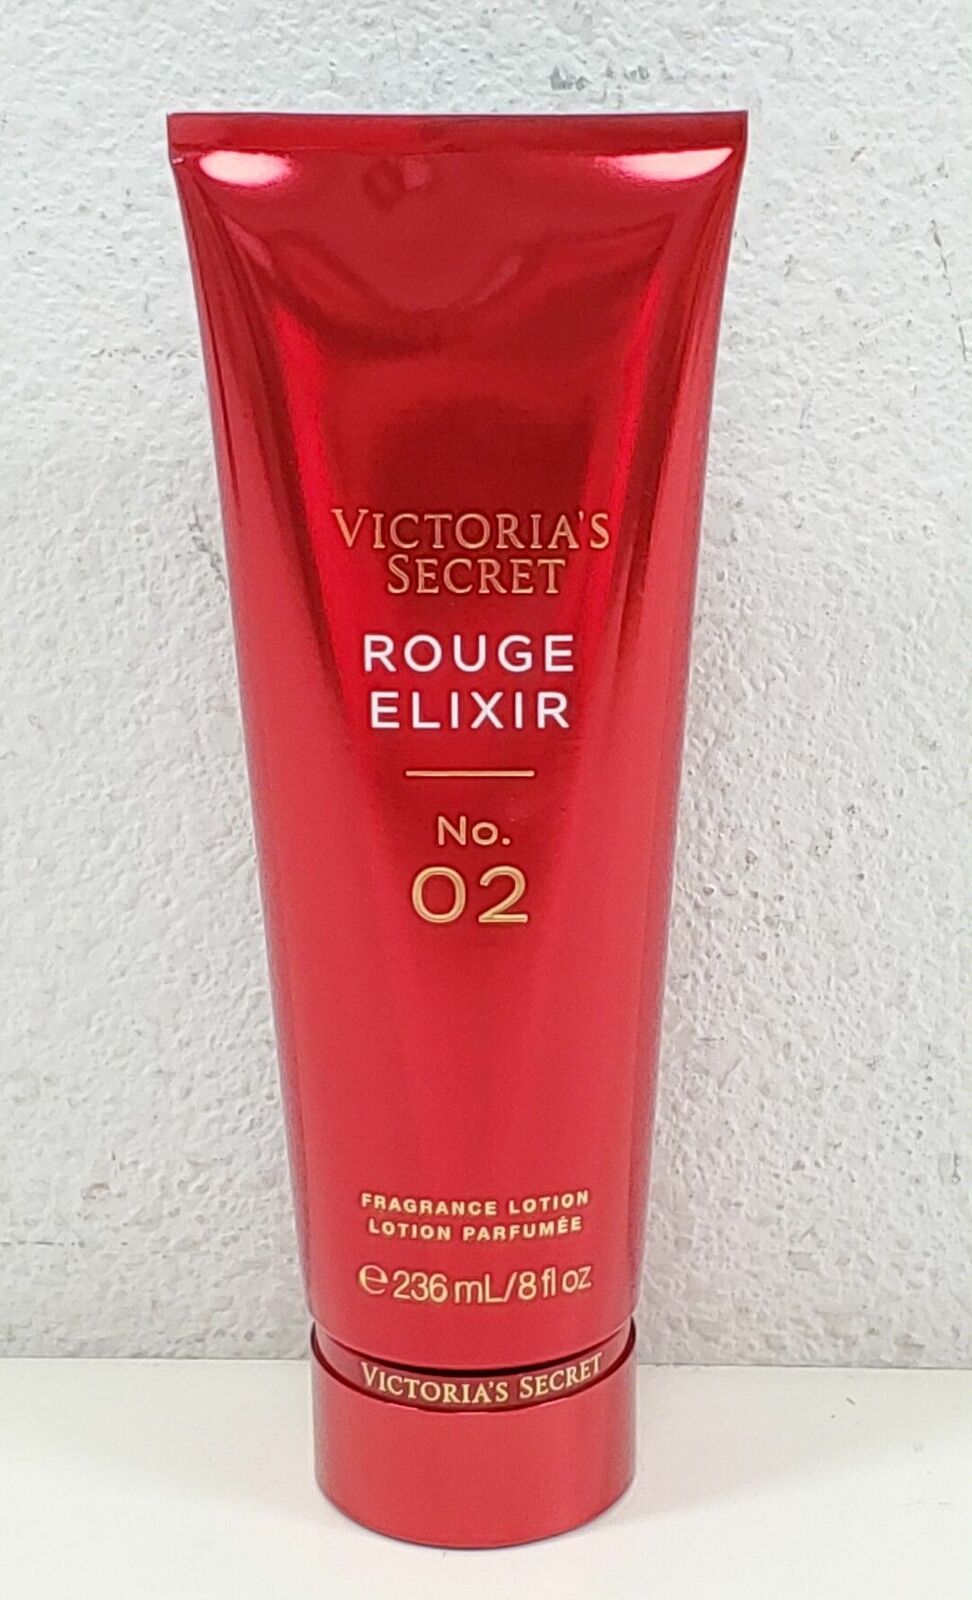 VICTORIA'S
SECRET
ROUGE
ELIXIR
No.
02
FRAGRANCE LOTION
LOTION PARFUMÉE
℮236 mL/8 fl oz
VICTORIA'S SECRET